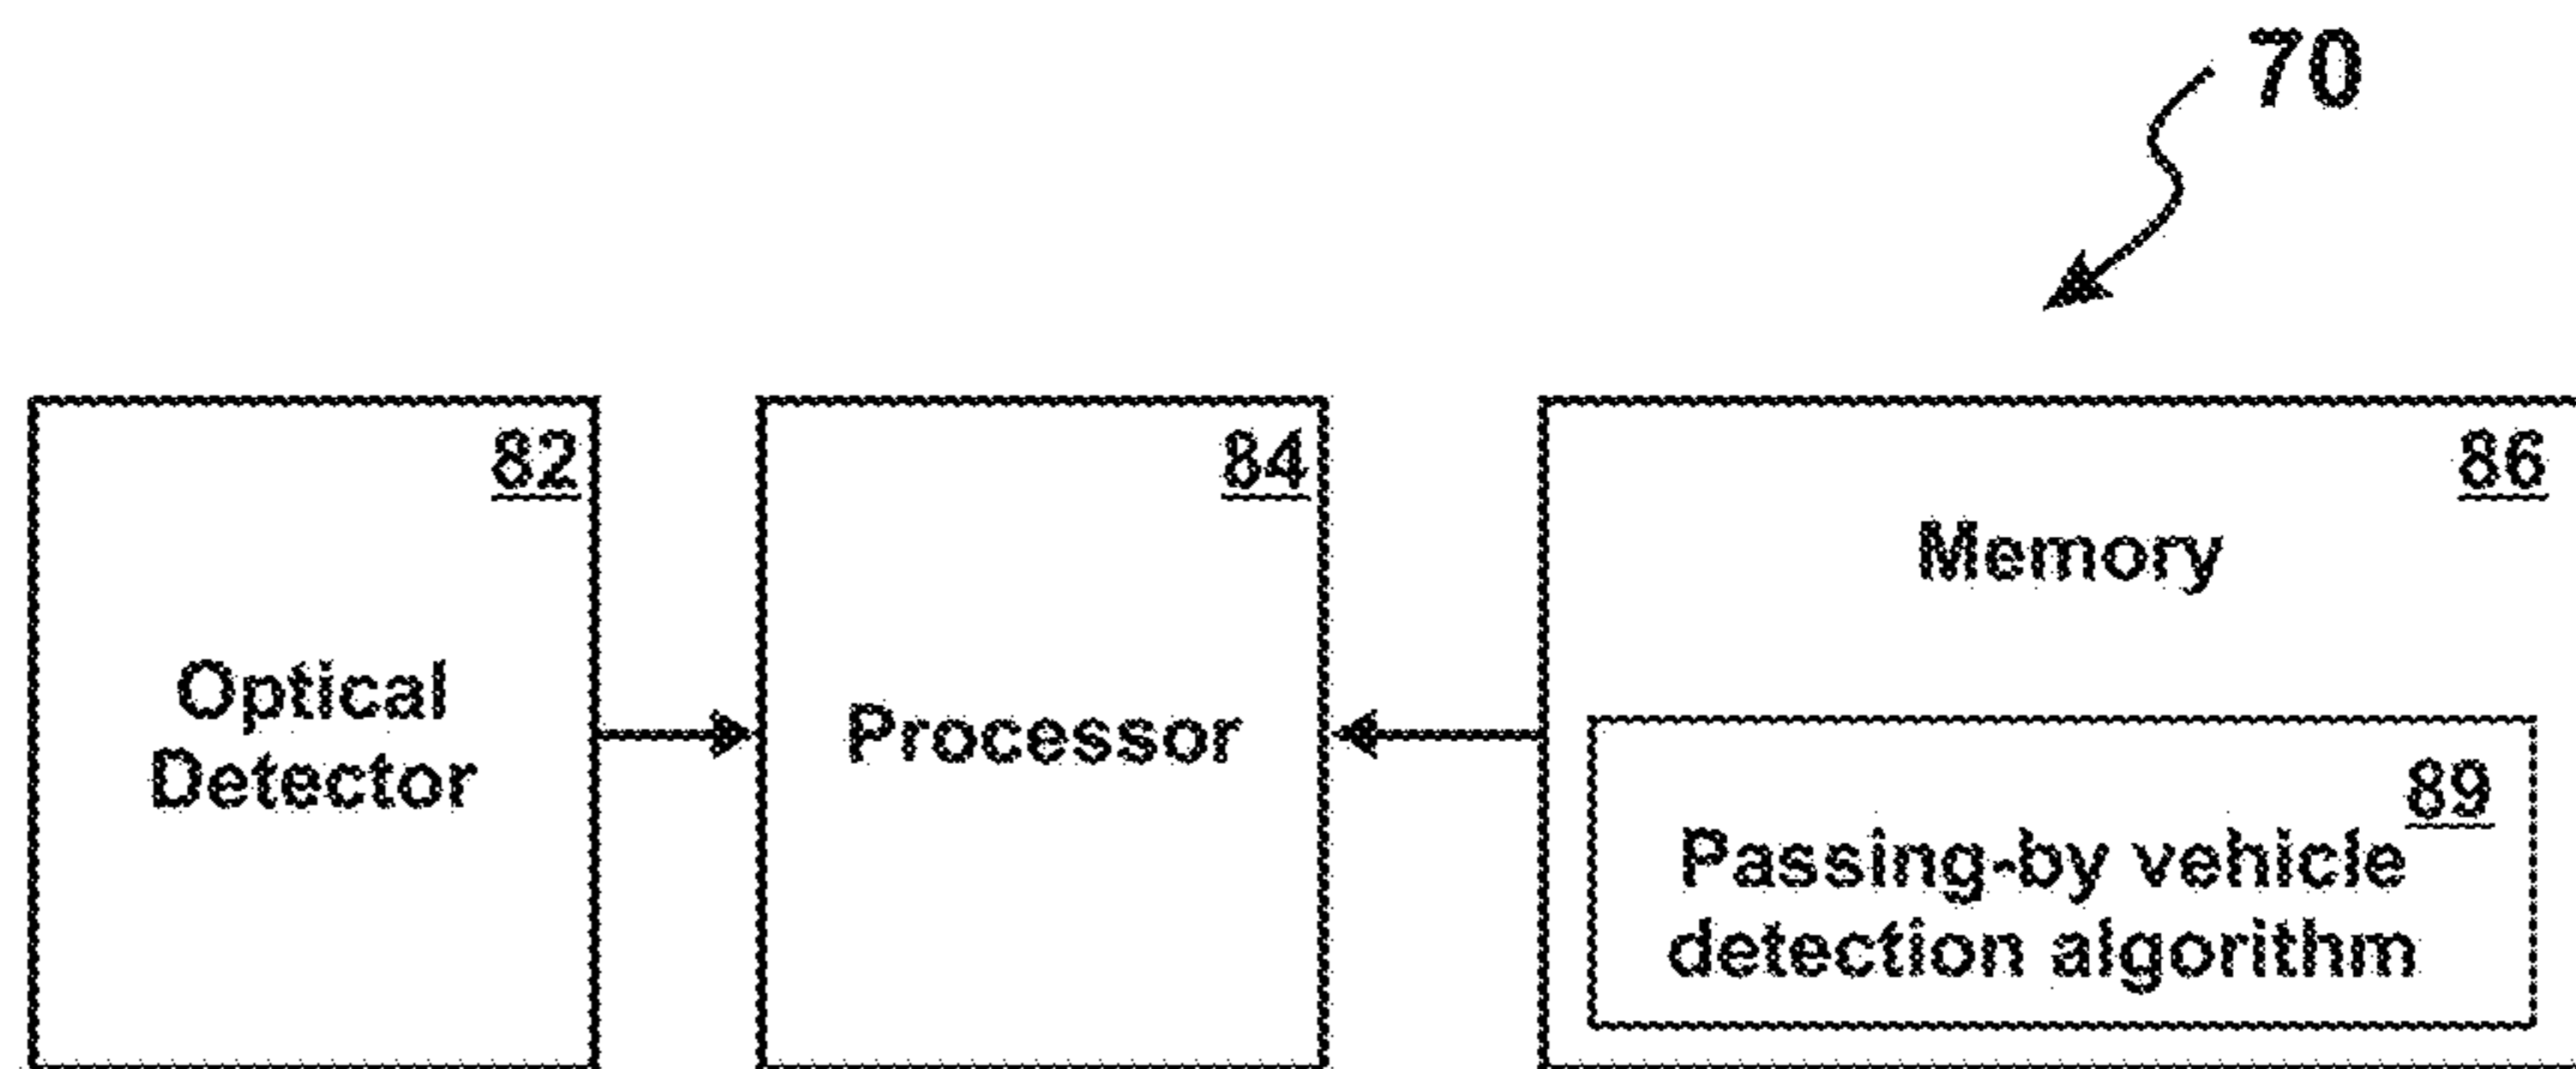 70
82
Optical
Detector
84
Processor
86
Memory
89
Passing-by vehicle
detection algorithm